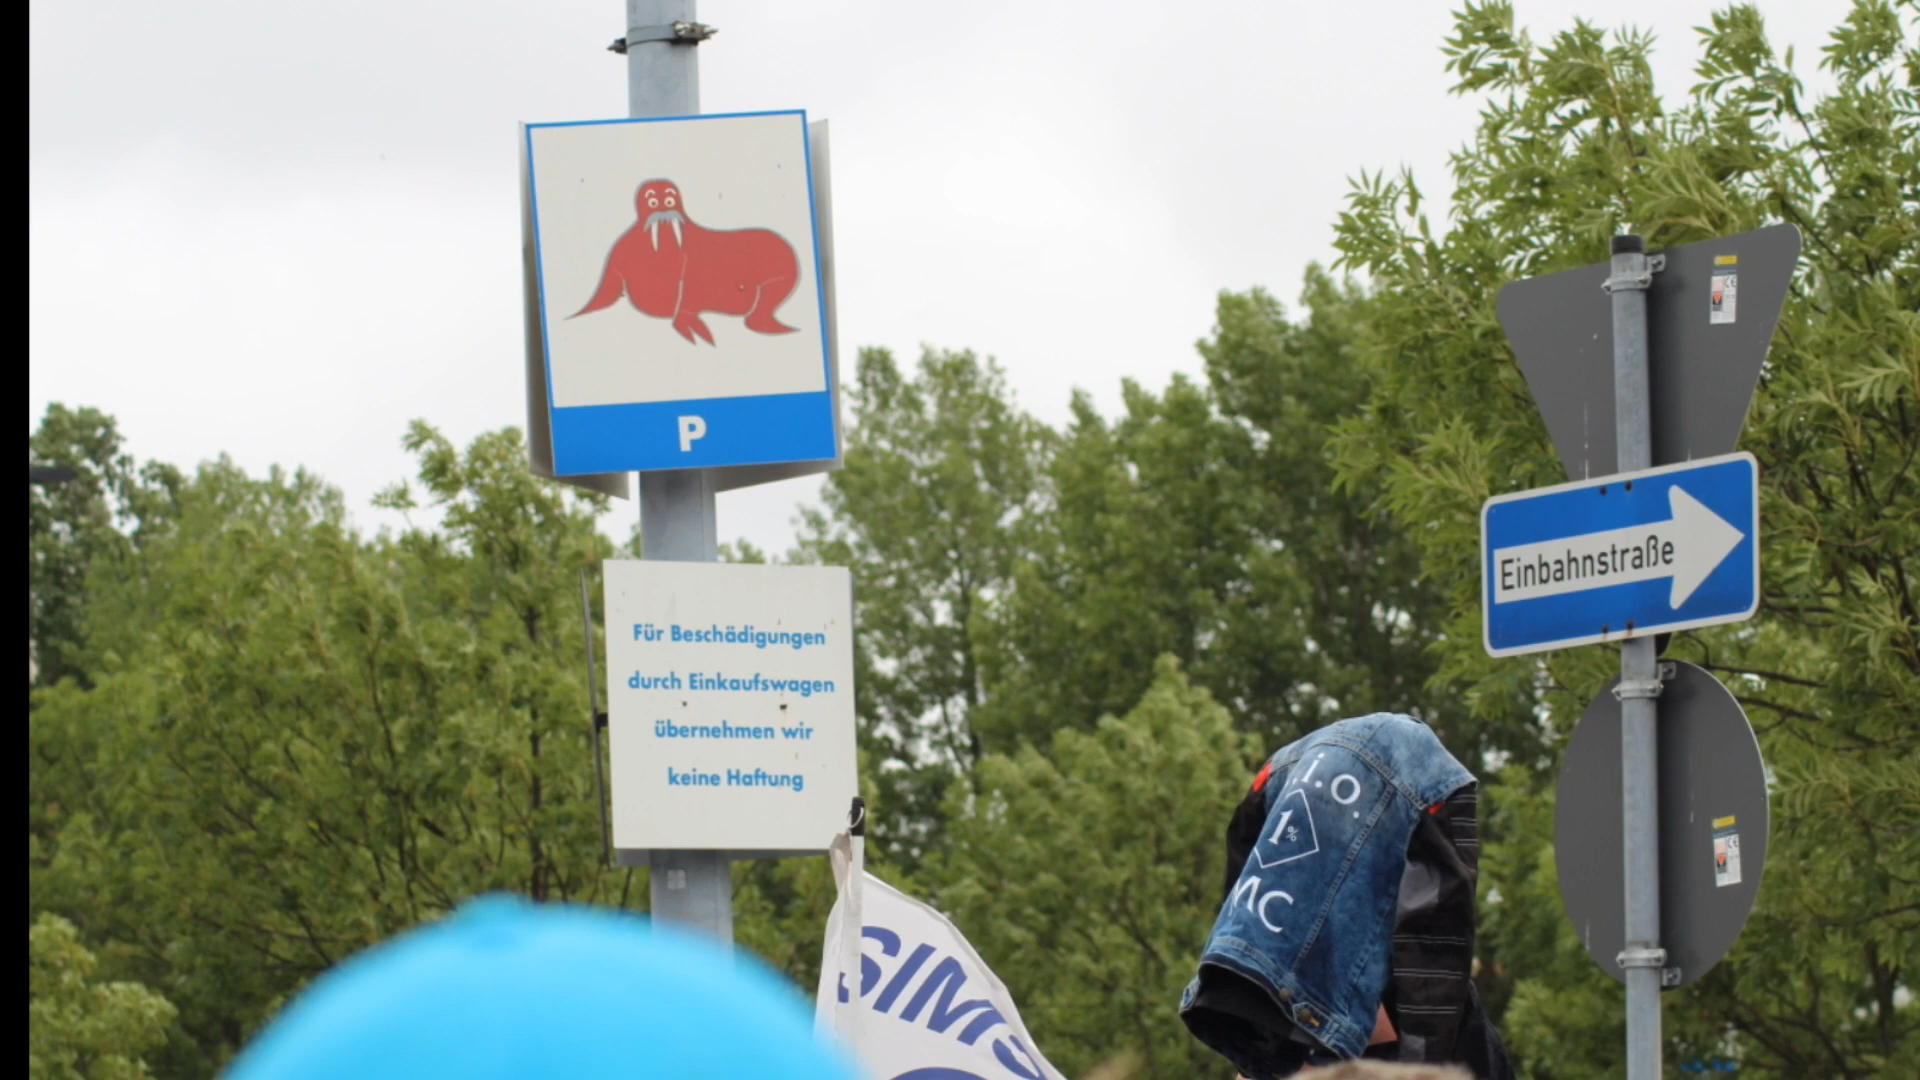 P
Für Beschädigungen
durch Einkaufswagen
übernehmen wir
keine Haftung
Einbahnstraße
.i.o.
1%
MC